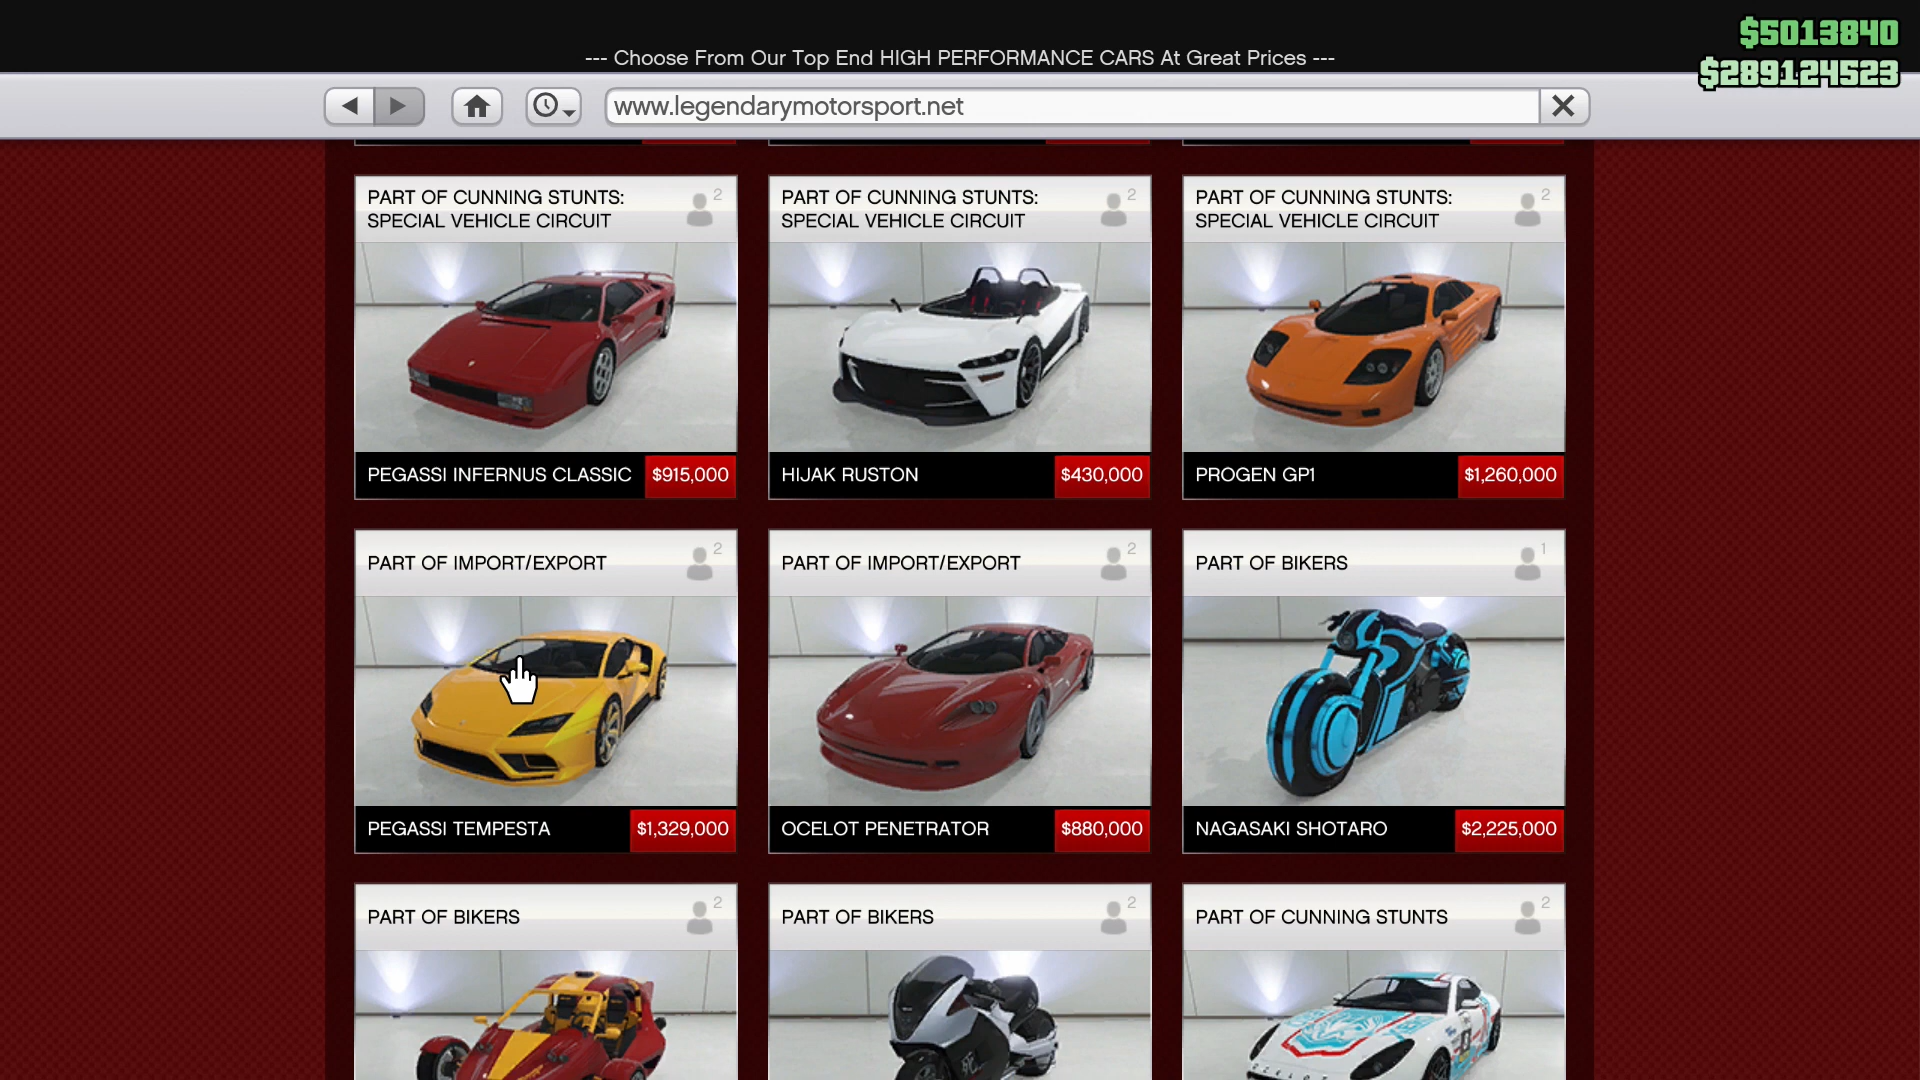 $5013840
--- Choose From Our Top End HIGH PERFORMANCE CARS At Great Prices ---
$289124523
www.legendarymotorsport.net
PART OF CUNNING STUNTS:
SPECIAL VEHICLE CIRCUIT
2
PEGASSI INFERNUS CLASSIC
$915,000
PART OF CUNNING STUNTS:
SPECIAL VEHICLE CIRCUIT
2
HIJAK RUSTON
$430,000
PART OF CUNNING STUNTS:
SPECIAL VEHICLE CIRCUIT
2
PROGEN GP1
$1,260,000
PART OF IMPORT/EXPORT
2
PEGASSI TEMPESTA
$1,329,000
PART OF IMPORT/EXPORT
2
OCELOT PENETRATOR
$880,000
PART OF BIKERS
1
NAGASAKI SHOTARO
$2,225,000
PART OF BIKERS
2
PART OF BIKERS
2
PART OF CUNNING STUNTS
2